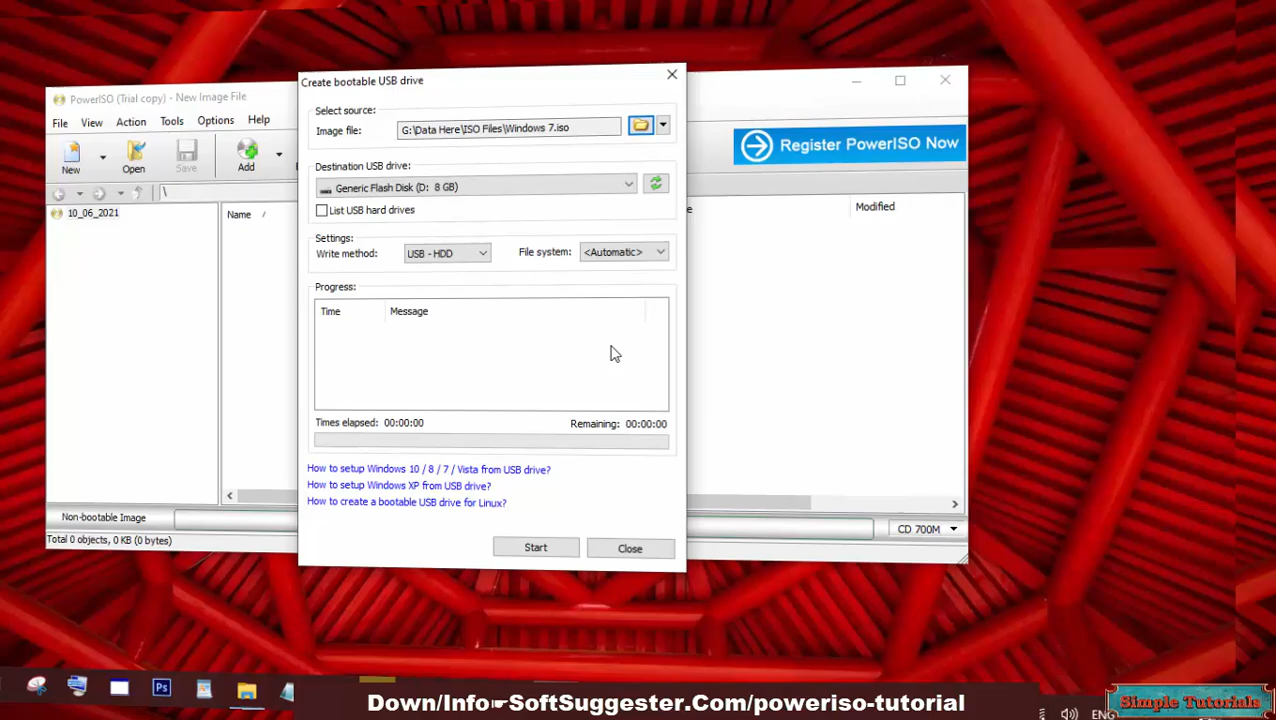 PowerISO (Trial copy) - New Image File
File View Action Tools Options Help
New Open Save Add
Register PowerISO Now
\
10_06_2021
Name /
Modified
Non-bootable Image
CD 700M
Total 0 objects, 0 KB (0 bytes)
Create bootable USB drive
Select source:
Image file: G:\Data Here\ISO Files\Windows 7.iso
Destination USB drive:
Generic Flash Disk (D: 8 GB)
List USB hard drives
Settings:
Write method: USB - HDD File system: <Automatic>
Progress:
Time Message
Times elapsed: 00:00:00 Remaining: 00:00:00
How to setup Windows 10 / 8 / 7 / Vista from USB drive?
How to setup Windows XP from USB drive?
How to create a bootable USB drive for Linux?
Start Close
Ps
Down/Info☛SoftSuggester.Com/poweriso-tutorial
ENG
Simple Tutorials